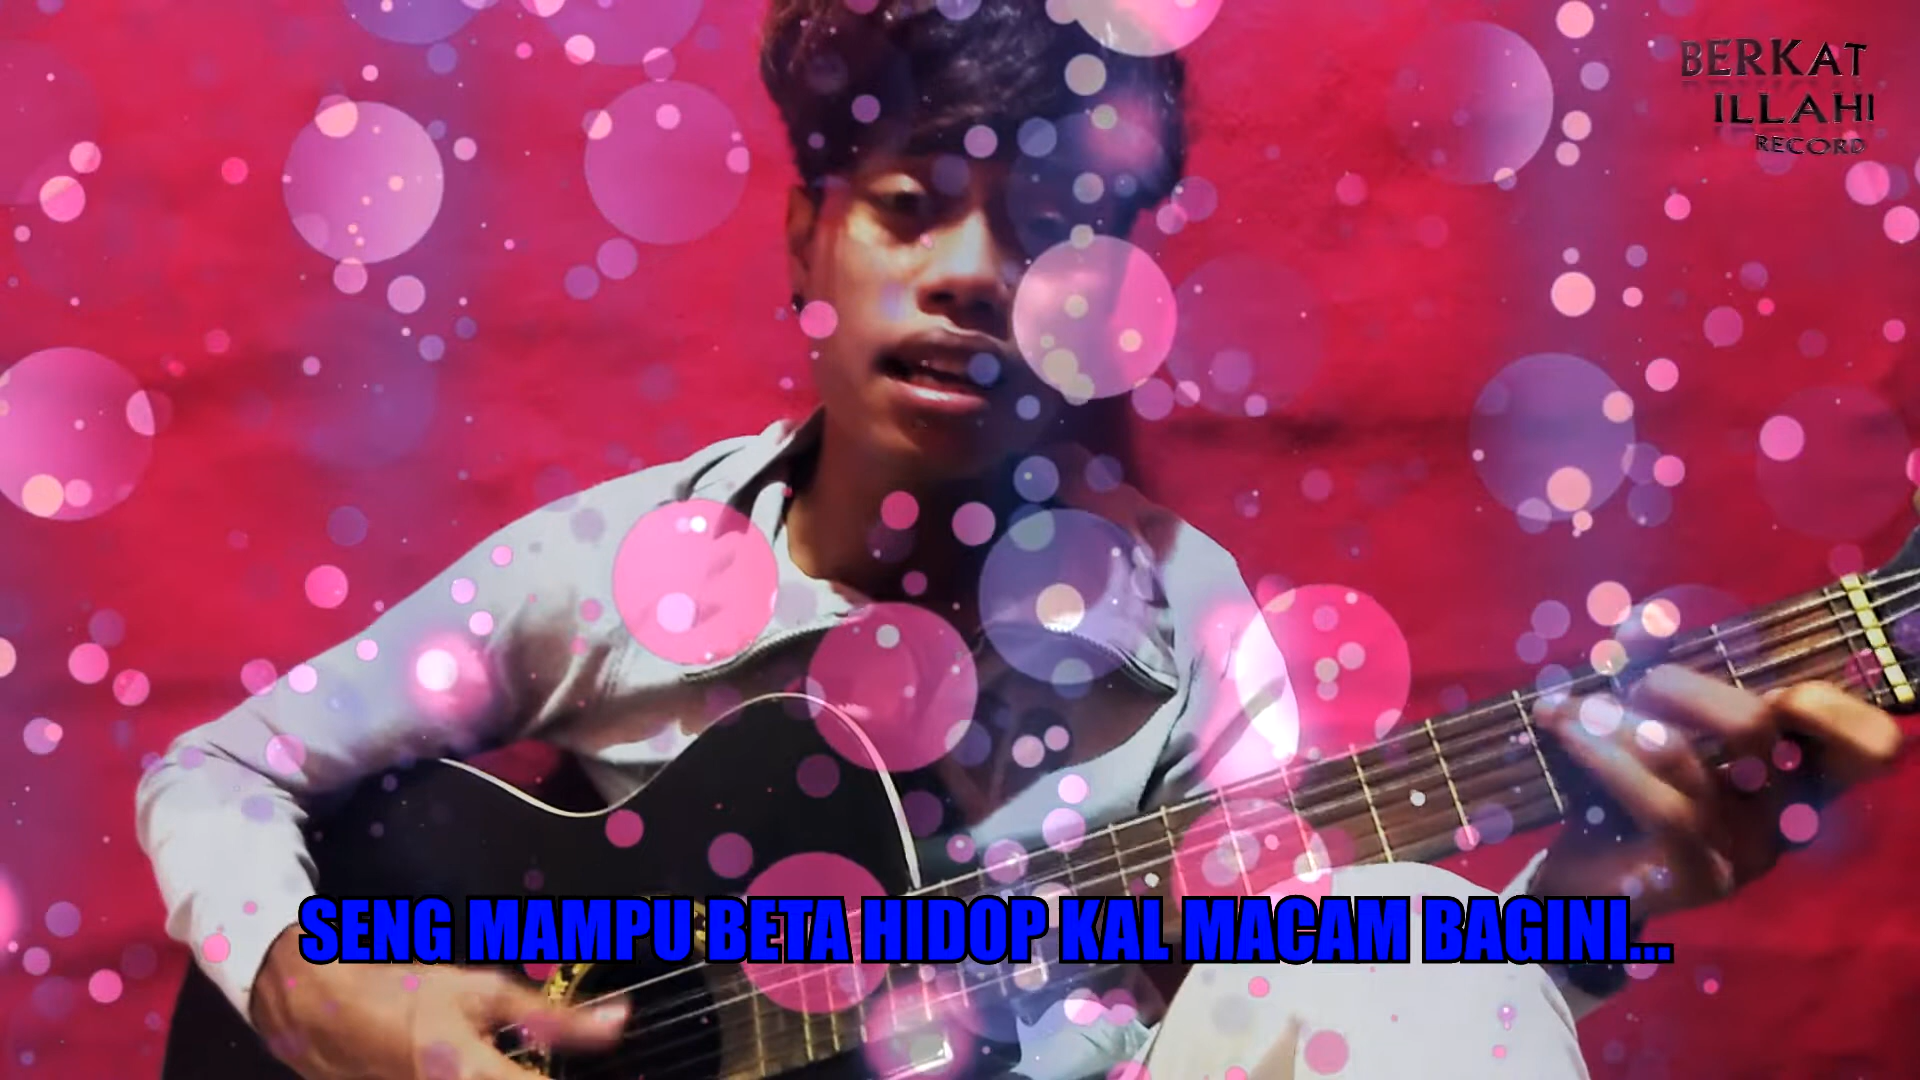 BERKAT
ILLAHI
RECORD
SENG MAMPU BETA HIDOP KAL MACAM BAGINI...